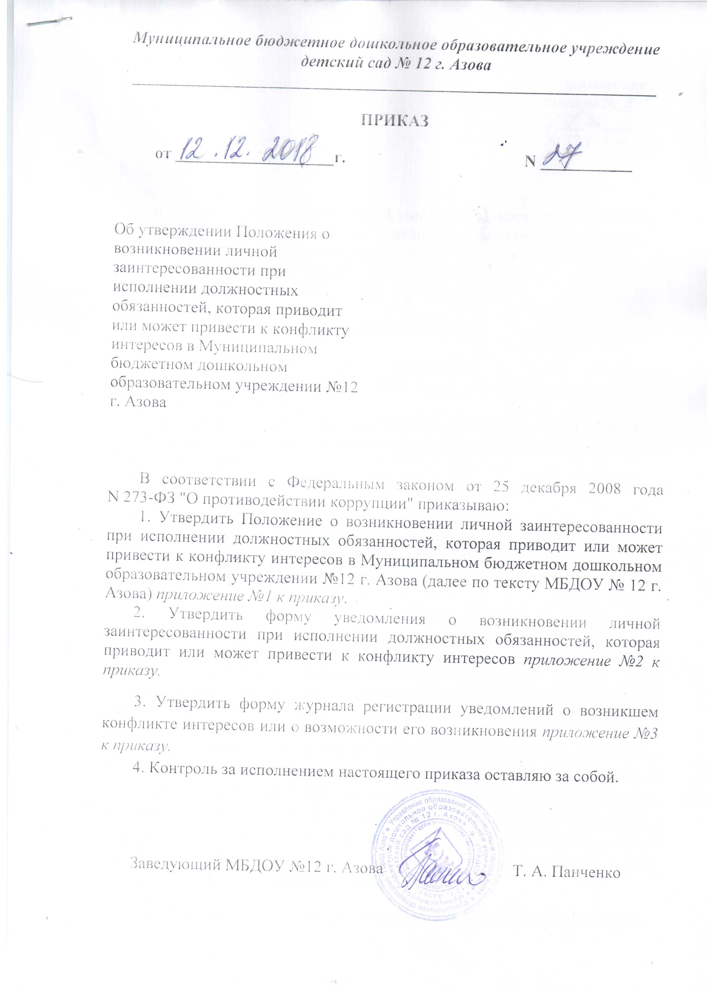 Муниципальное бюджетное дошкольное образовательное учреждение
детский сад № 12 г. Азова
ПРИКАЗ
от 12.12.2018 г.
N 27
Об утверждении Положения о
возникновении личной
заинтересованности при
исполнении должностных
обязанностей, которая приводит
или может привести к конфликту
интересов в Муниципальном
бюджетном дошкольном
образовательном учреждении №12
г. Азова
В соответствии с Федеральным законом от 25 декабря 2008 года
N 273-ФЗ "О противодействии коррупции" приказываю:
1. Утвердить Положение о возникновении личной заинтересованности
при исполнении должностных обязанностей, которая приводит или может
привести к конфликту интересов в Муниципальном бюджетном дошкольном
образовательном учреждении №12 г. Азова (далее по тексту МБДОУ № 12 г.
Азова) приложение №1 к приказу.
2. Утвердить форму уведомления о возникновении личной
заинтересованности при исполнении должностных обязанностей, которая
приводит или может привести к конфликту интересов приложение №2 к
приказу.
3. Утвердить форму журнала регистрации уведомлений о возникшем
конфликте интересов или о возможности его возникновения приложение №3
к приказу.
4. Контроль за исполнением настоящего приказа оставляю за собой.
Заведующий МБДОУ №12 г. Азова
Т. А. Панченко
Управление образования Администрации города Азова * Муниципальное образование "Город Азов" *
Муниципальное бюджетное дошкольное образовательное учреждение
детский сад № 12 г. Азова *
(МБДОУ № 12 г. Азова)